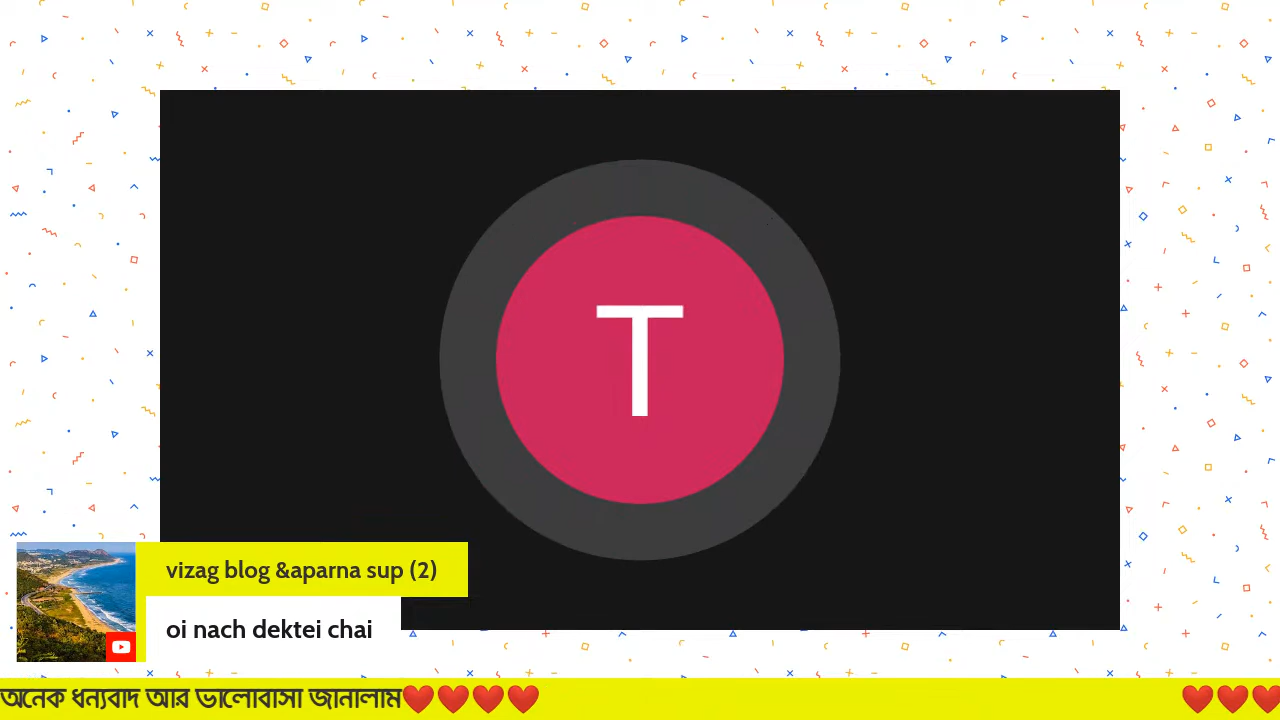 T
vizag blog &aparna sup (2)
oi nach dektei chai
অনেক ধন্যবাদ আর ভালোবাসা জানালাম❤️❤️❤️❤️ ❤️❤️❤️